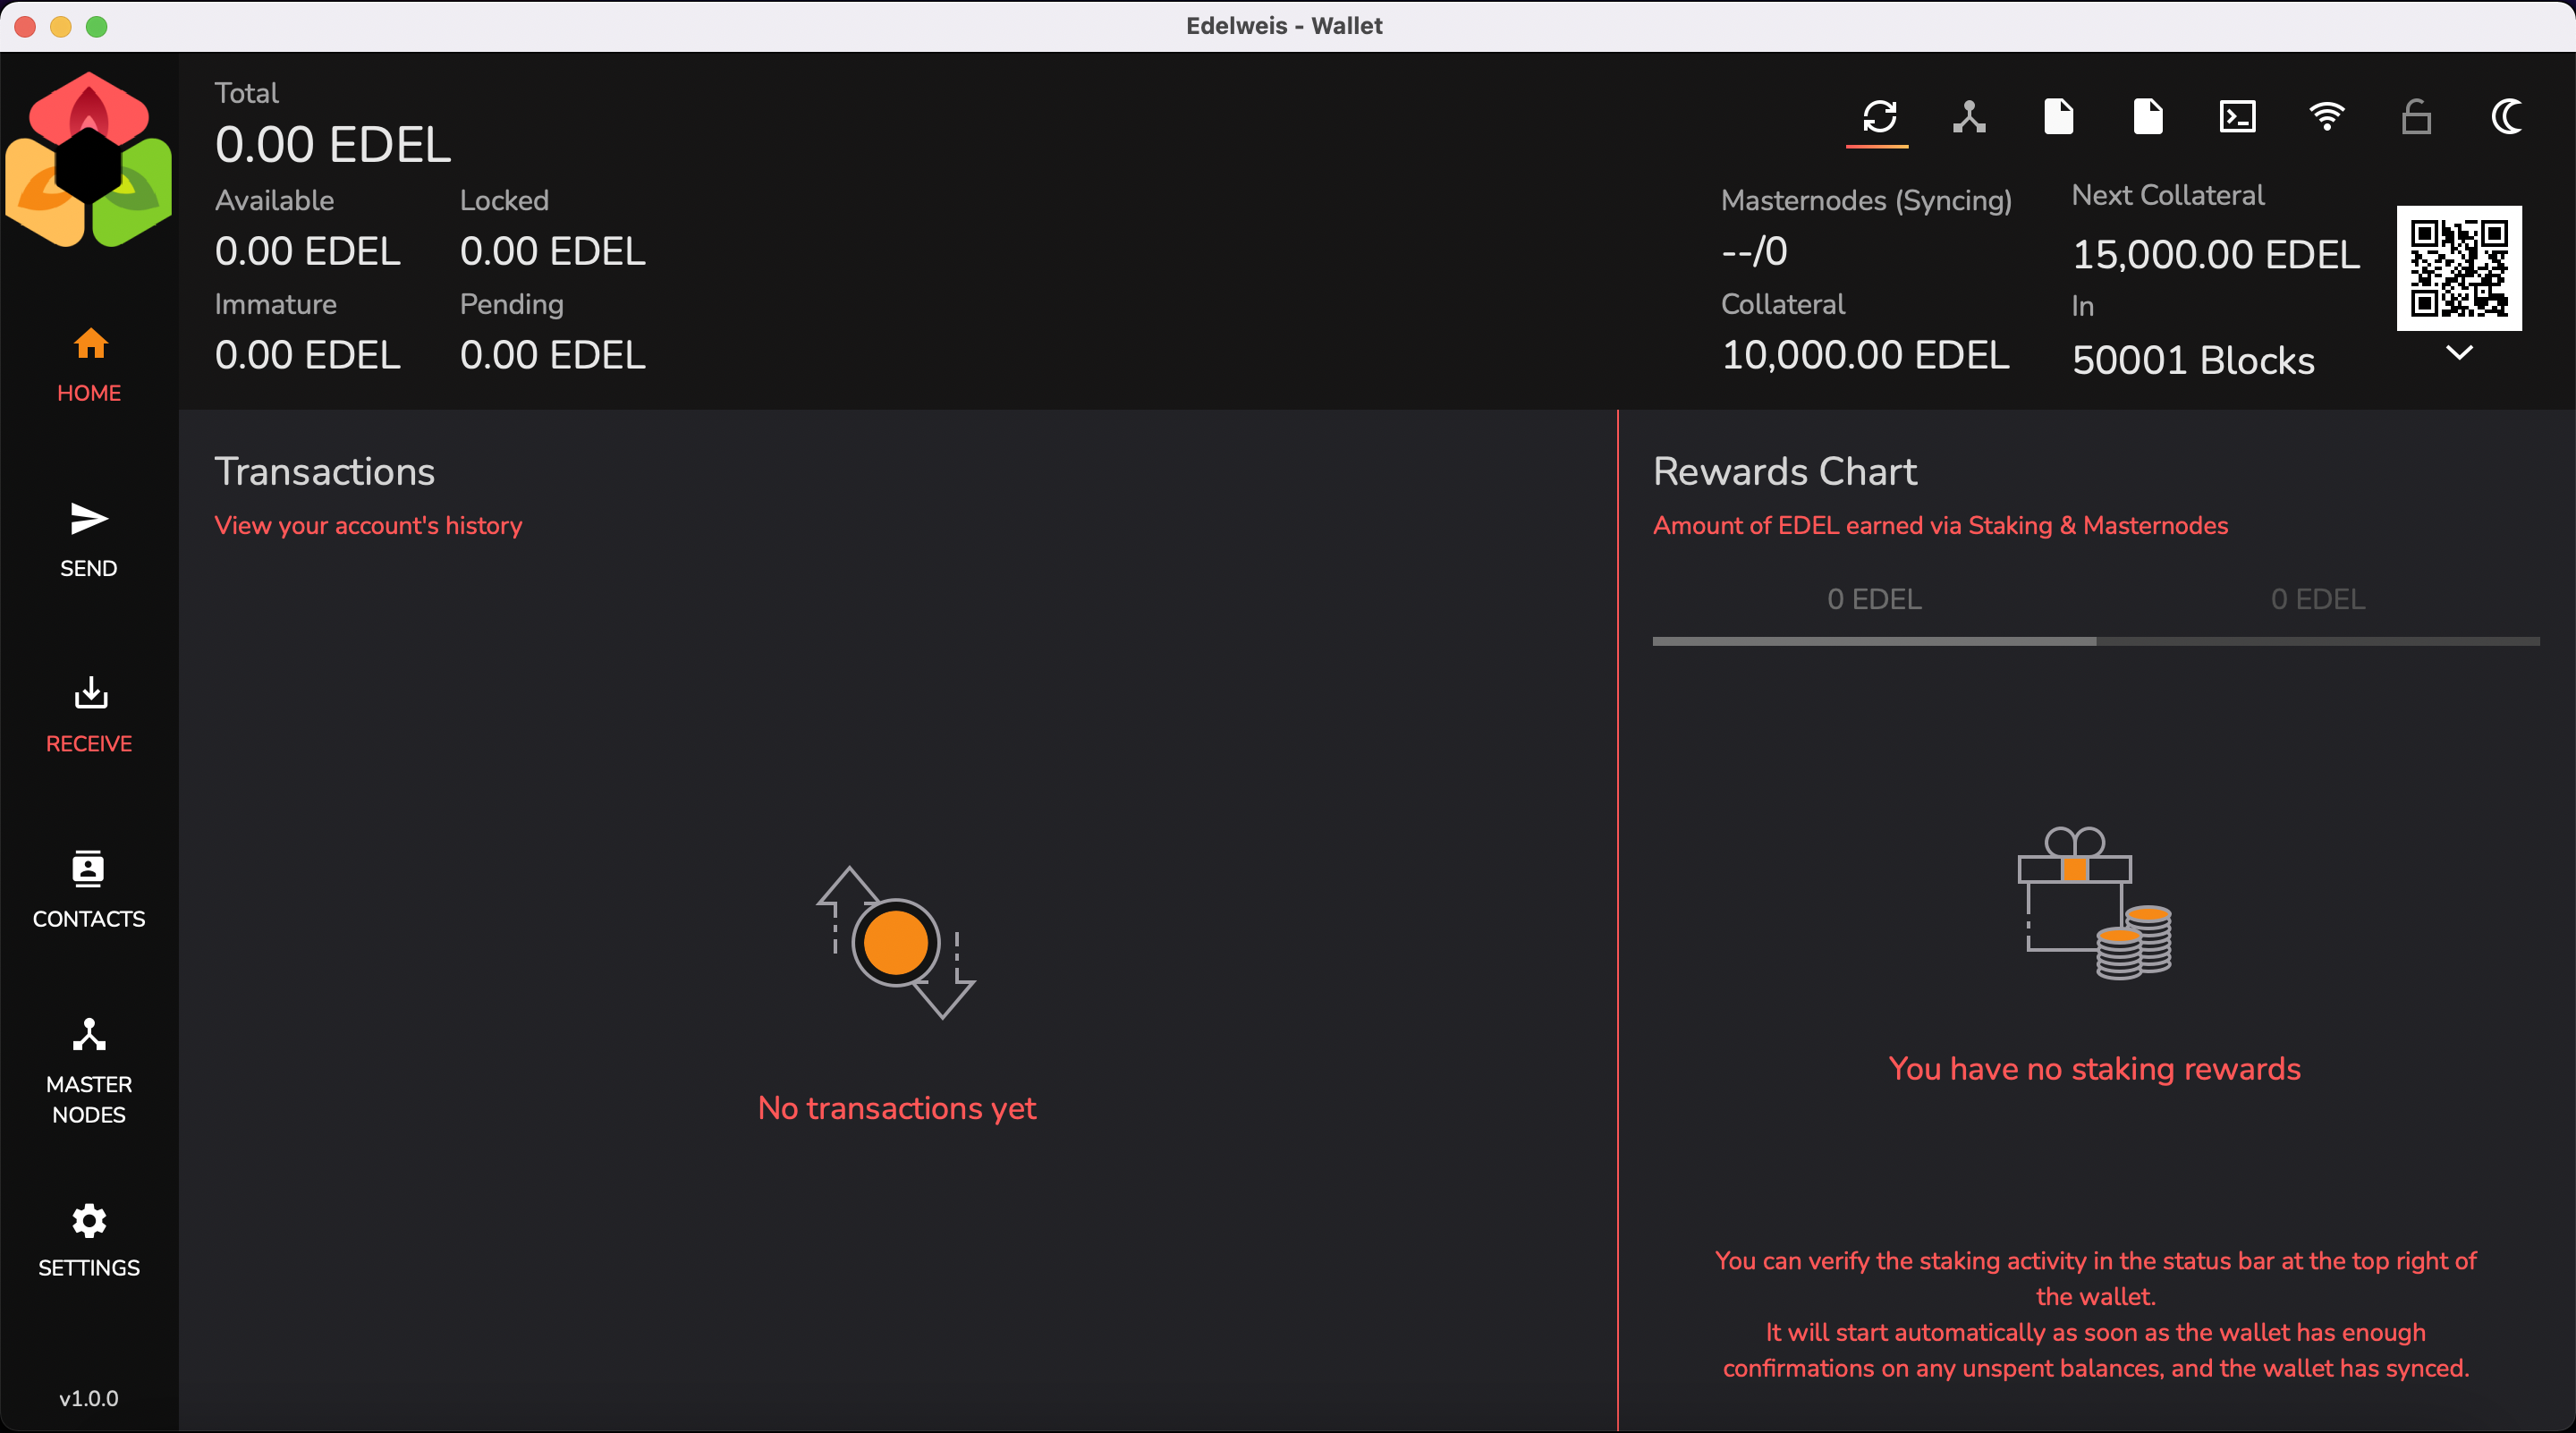 Edelweis - Wallet
Total
0.00 EDEL
Available
Locked
0.00 EDEL
0.00 EDEL
Immature
Pending
0.00 EDEL
0.00 EDEL
Masternodes (Syncing)
--/0
Collateral
10,000.00 EDEL
Next Collateral
15,000.00 EDEL
In
50001 Blocks
HOME
SEND
RECEIVE
CONTACTS
MASTER
NODES
SETTINGS
v1.0.0
Transactions
View your account's history
No transactions yet
Rewards Chart
Amount of EDEL earned via Staking & Masternodes
0 EDEL
0 EDEL
You have no staking rewards
You can verify the staking activity in the status bar at the top right of
the wallet.
It will start automatically as soon as the wallet has enough
confirmations on any unspent balances, and the wallet has synced.